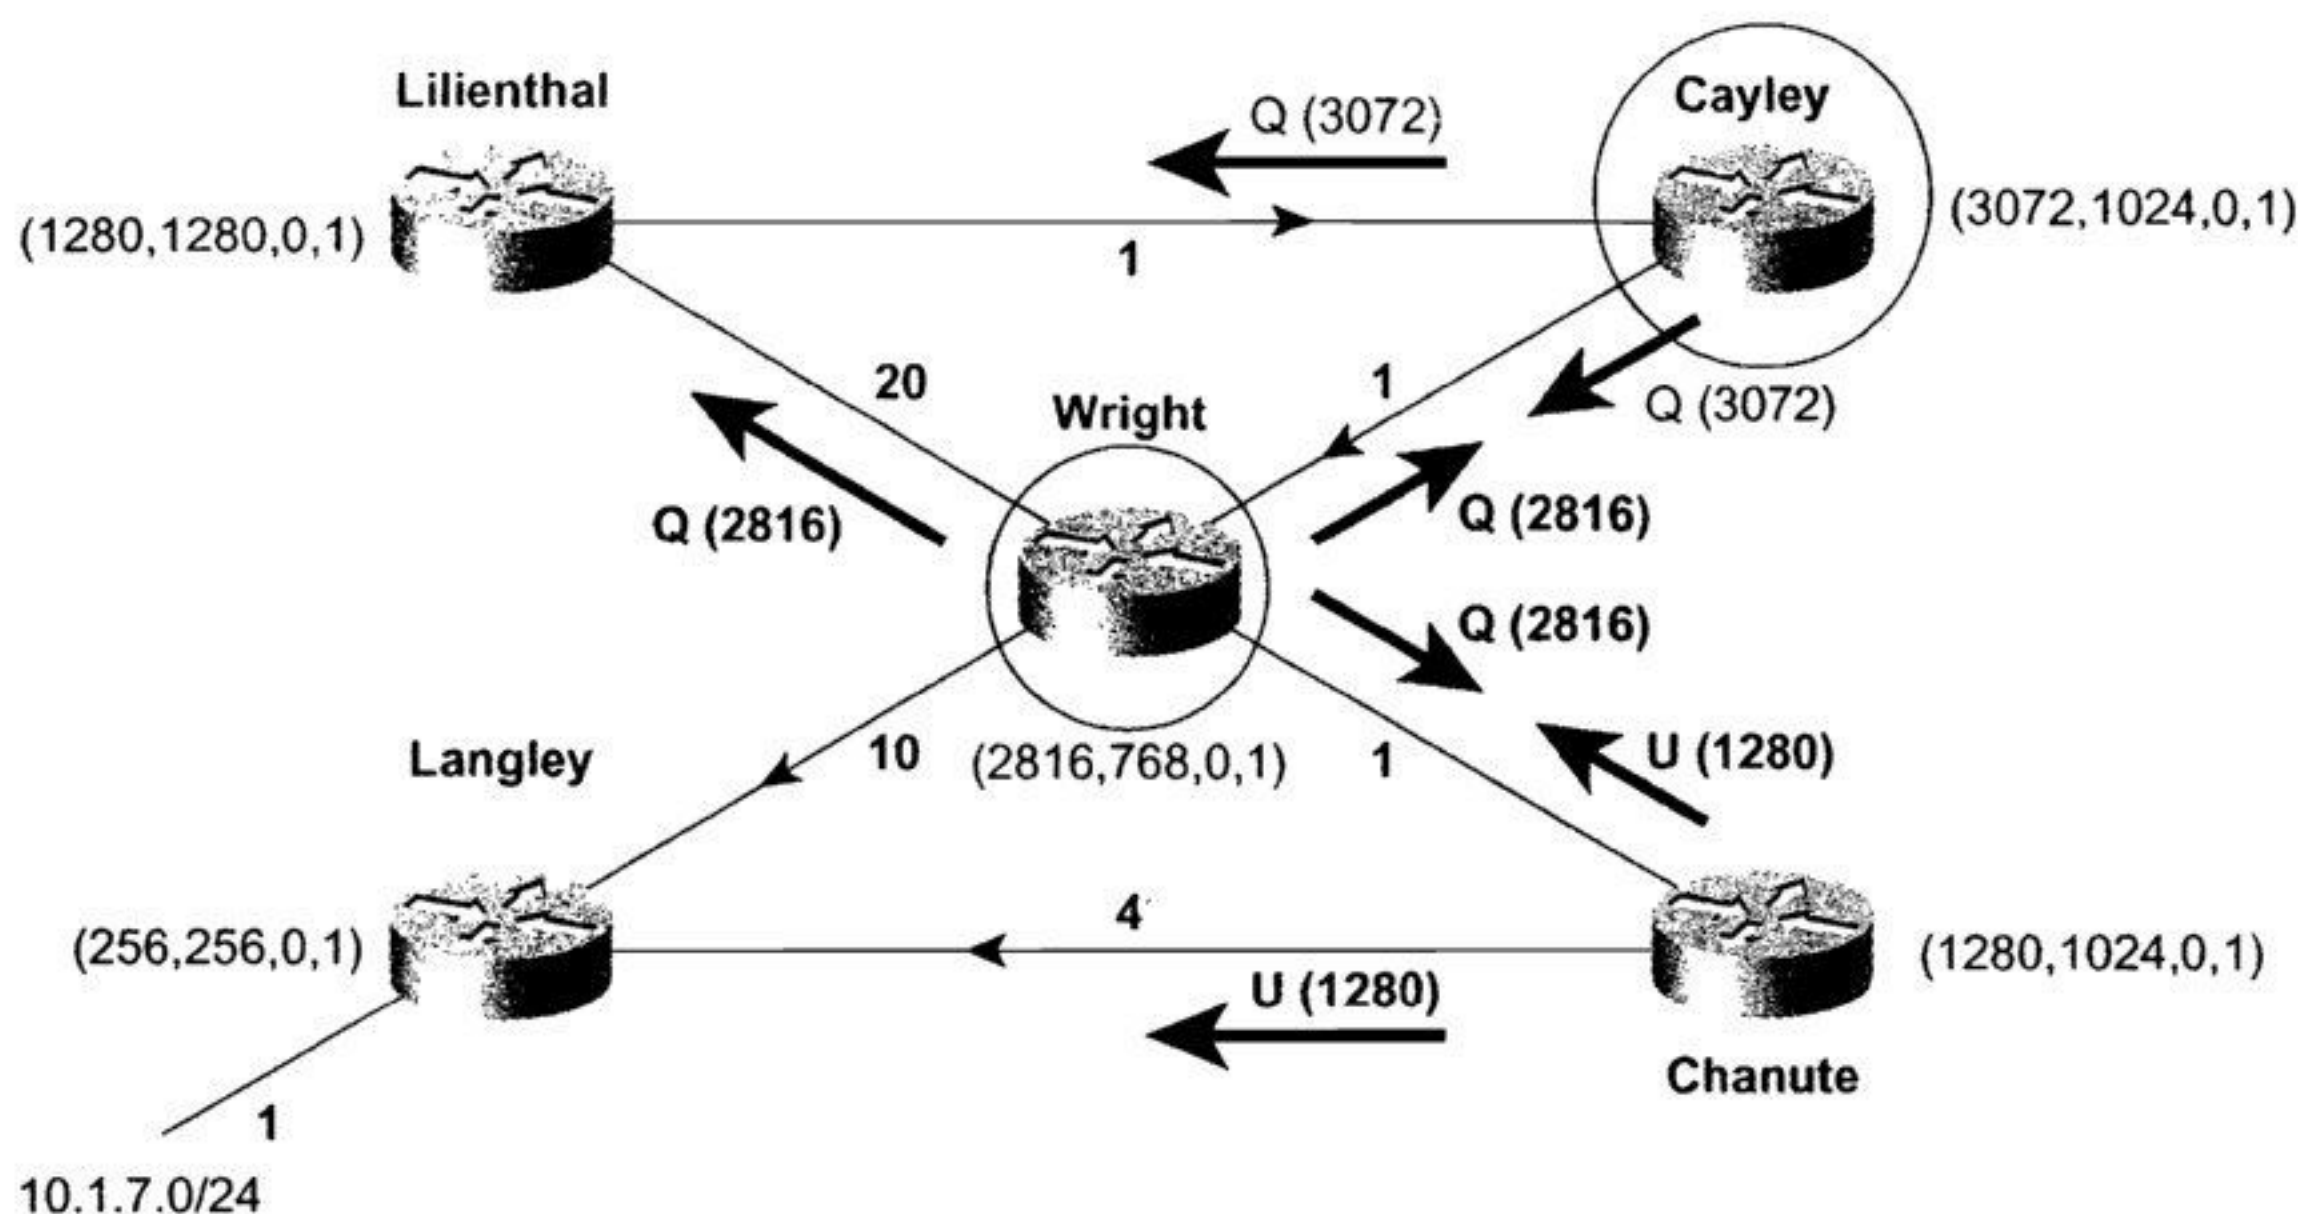 Lilienthal
Cayley
Q (3072)
(1280,1280,0,1)
(3072,1024,0,1)
1
20
1
Wright
Q (3072)
Q (2816)
Q (2816)
Q (2816)
Langley
10
(2816,768,0,1)
1
U (1280)
4
(256,256,0,1)
(1280,1024,0,1)
U (1280)
Chanute
1
10.1.7.0/24